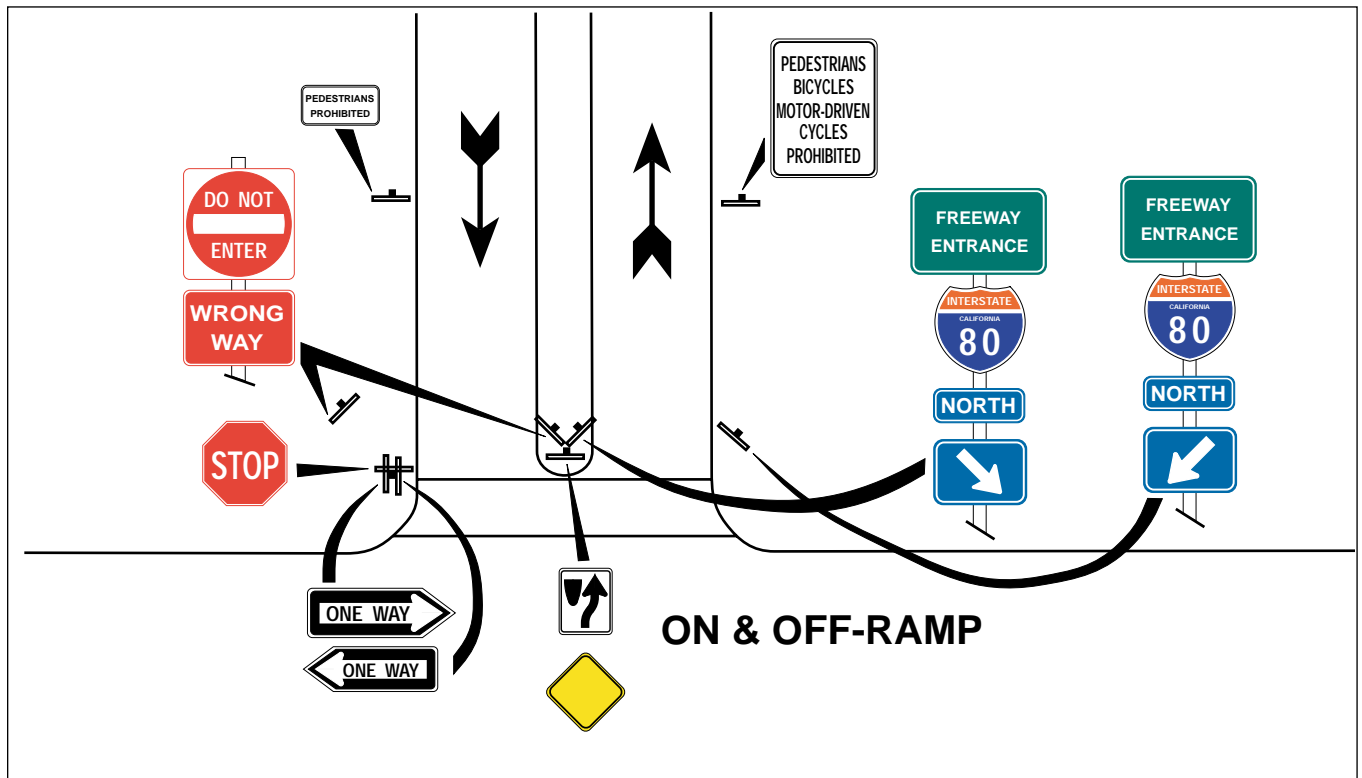 PEDESTRIANS
PROHIBITED
PEDESTRIANS
BICYCLES
MOTOR-DRIVEN
CYCLES
PROHIBITED
DO NOT
ENTER
WRONG
WAY
STOP
FREEWAY
ENTRANCE
INTERSTATE
CALIFORNIA
80
NORTH
FREEWAY
ENTRANCE
INTERSTATE
CALIFORNIA
80
NORTH
ONE WAY
ONE WAY
ON & OFF-RAMP